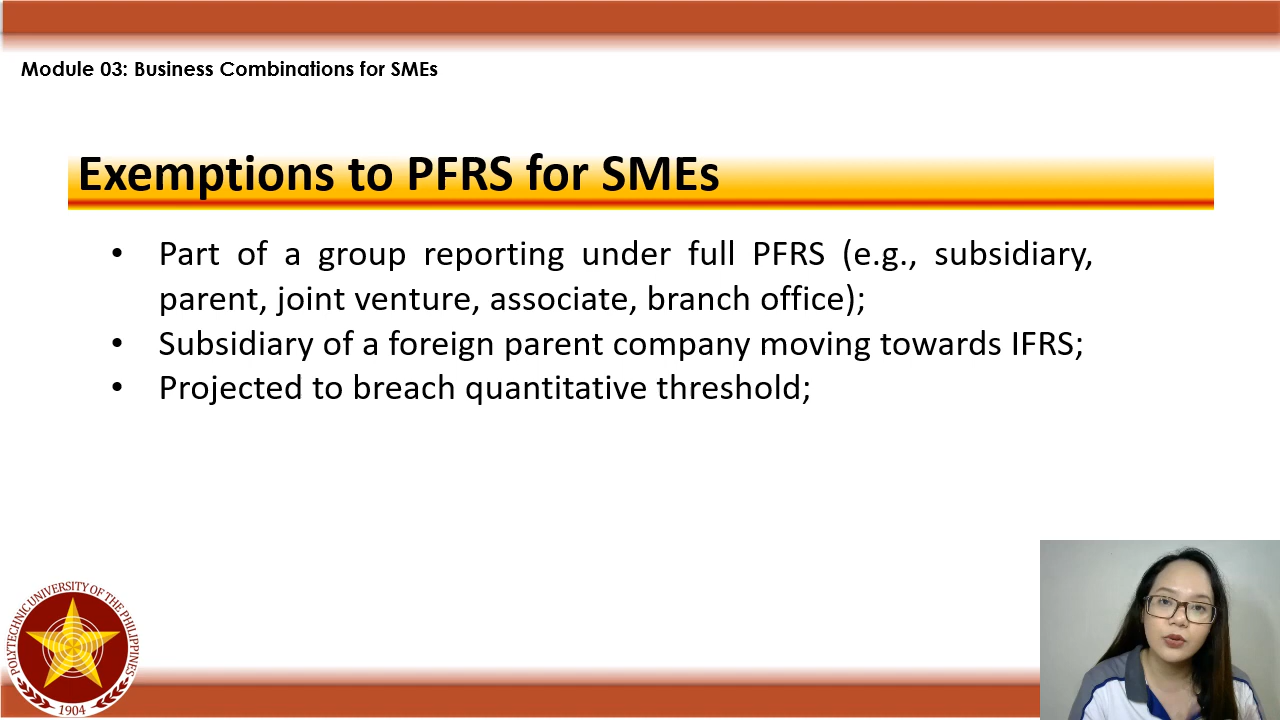 Module 03: Business Combinations for SMEs
Exemptions to PFRS for SMEs
• Part of a group reporting under full PFRS (e.g., subsidiary,
parent, joint venture, associate, branch office);
• Subsidiary of a foreign parent company moving towards IFRS;
• Projected to breach quantitative threshold;
POLYTECHNIC UNIVERSITY OF THE PHILIPPINES
1904